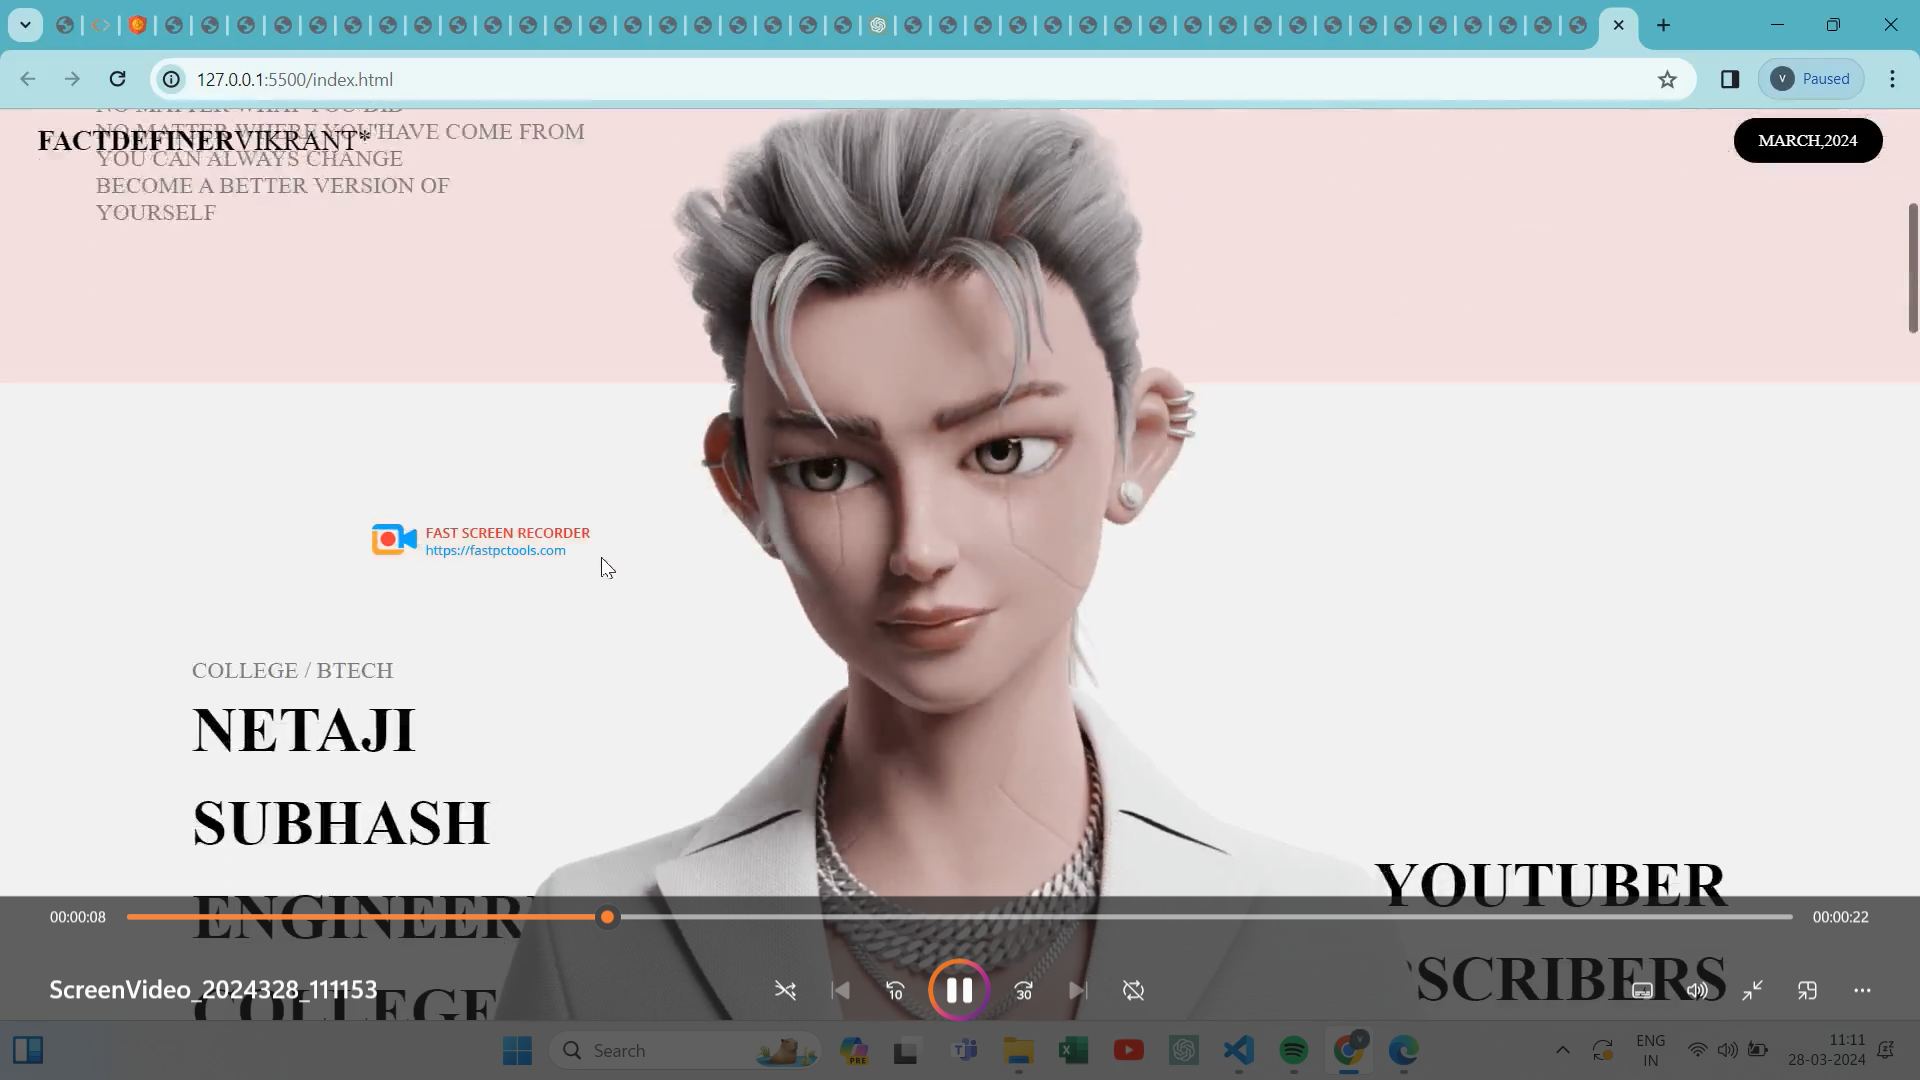 127.0.0.1:5500/index.html
V Paused
NO MATTER WHAT YOU DID
NO MATTER WHERE YOU'HAVE COME FROM
FACTDEFINERVIKRANT*
MARCH,2024
YOU CAN ALWAYS CHANGE
BECOME A BETTER VERSION OF
YOURSELF
FAST SCREEN RECORDER
https://fastpctools.com
COLLEGE / BTECH
NETAJI
SUBHASH
YOUTUBER
ENGINEER
00:00:08
00:00:22
ScreenVideo_2024328_111153
10
30
SCRIBERS
COLLEGE
Search
PRE
V
ENG
IN
11:11
28-03-2024